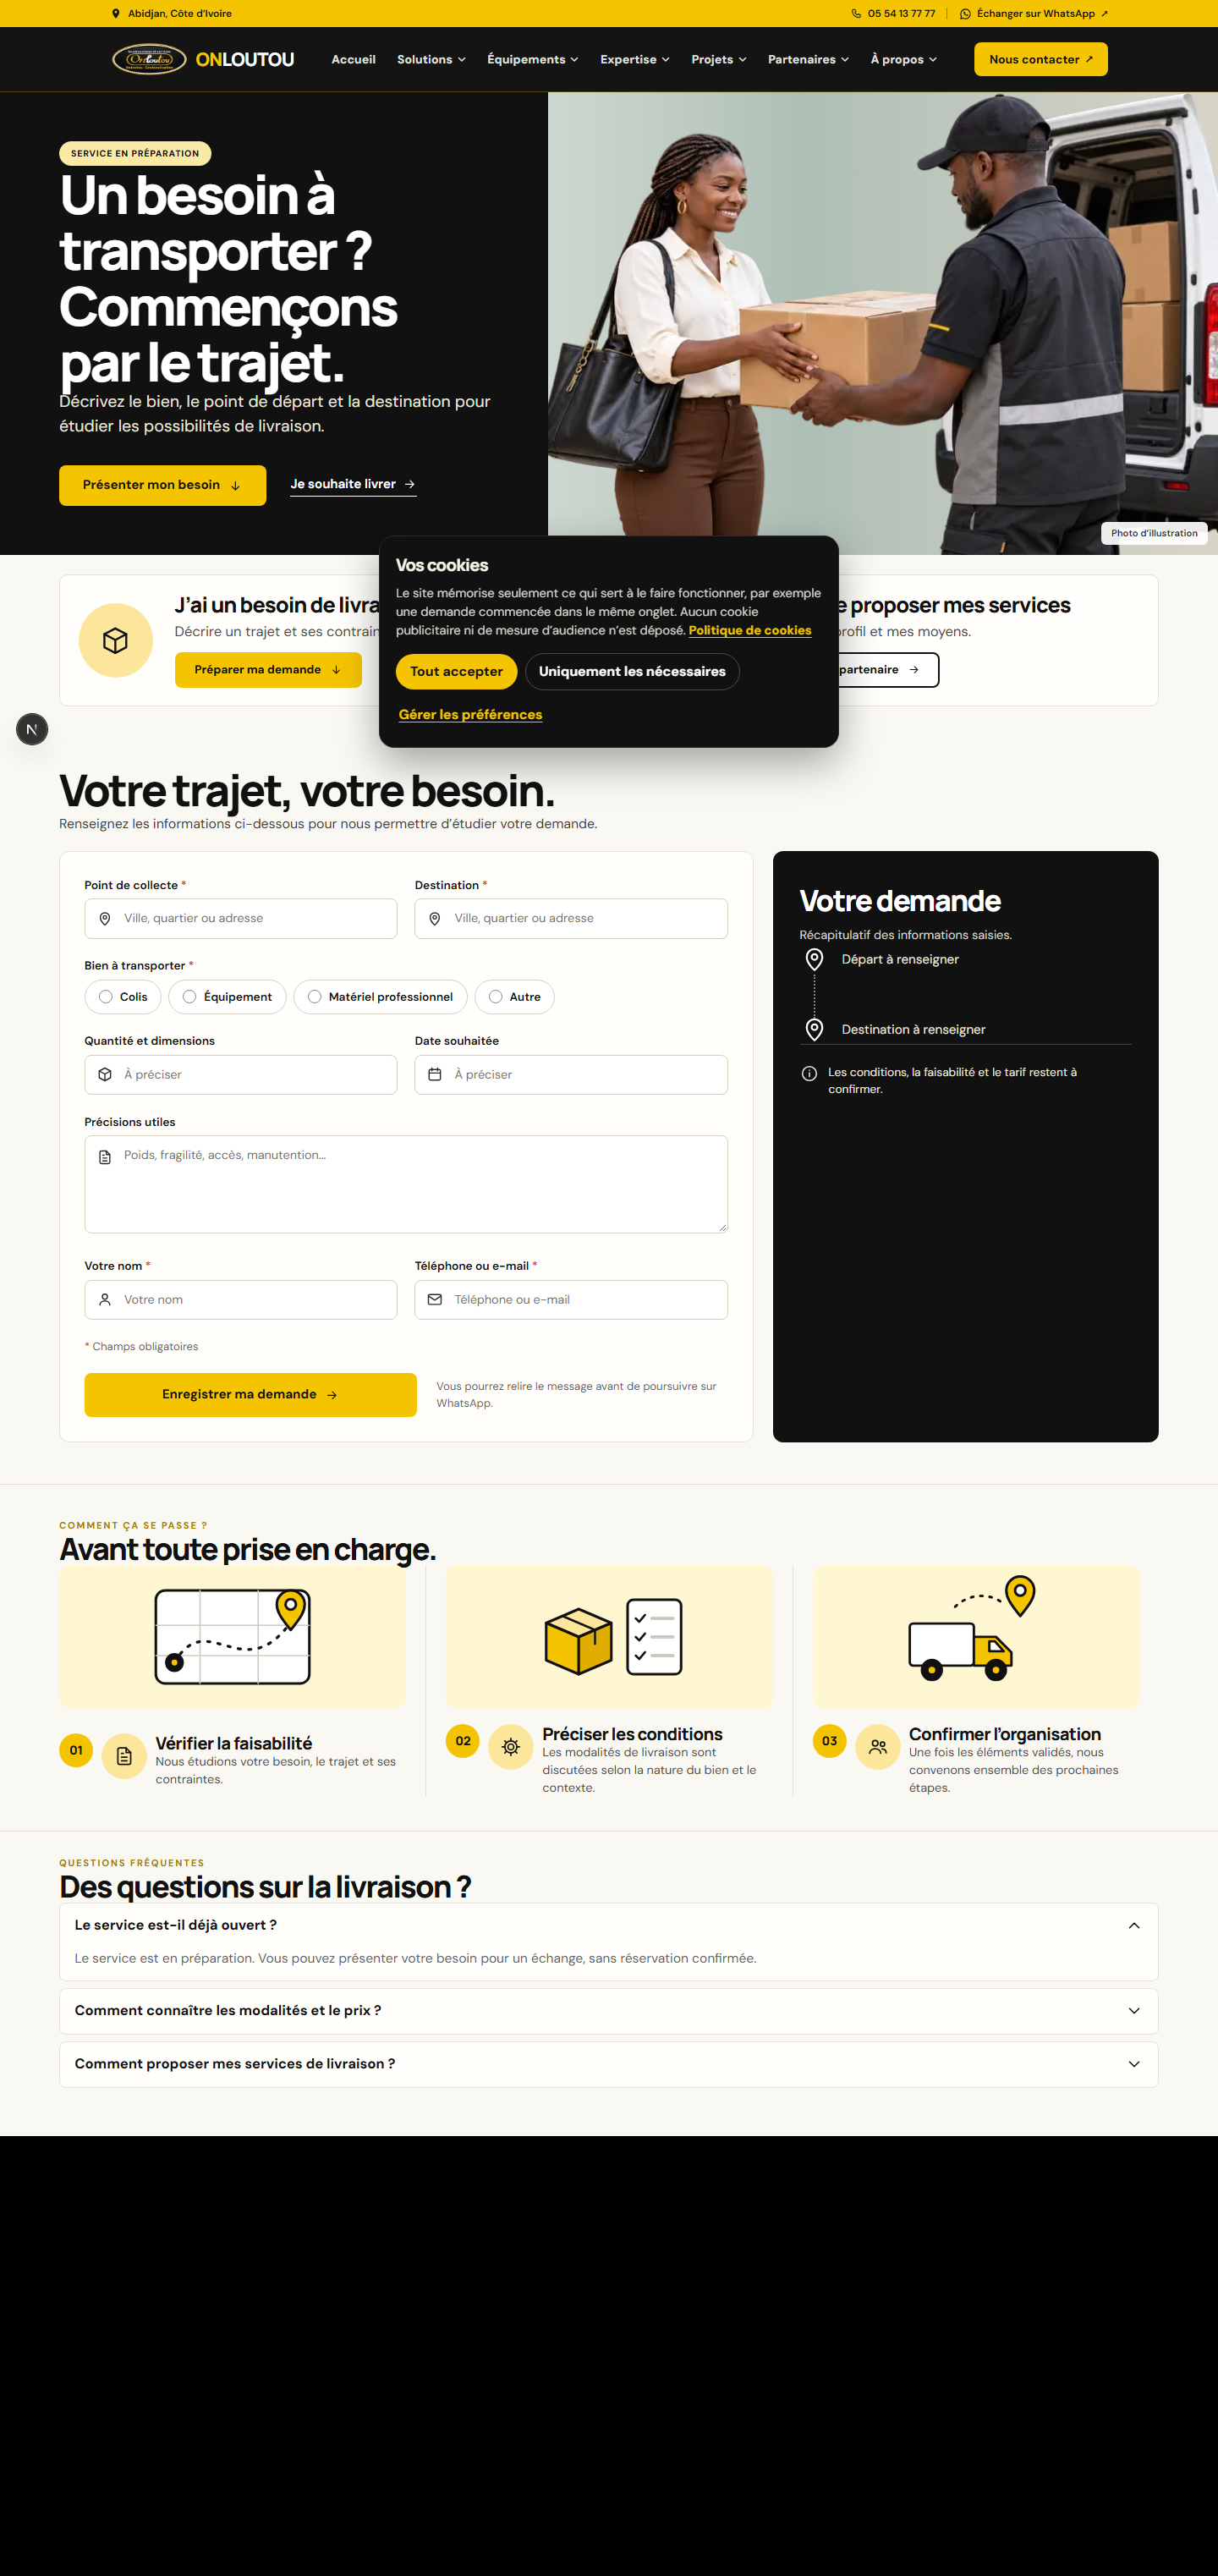 Abidjan, Côte d'Ivoire
05 54 13 77 77
Échanger sur WhatsApp ↗
OnLoutou
ONLOUTOU
Accueil
Solutions
Équipements
Expertise
Projets
Partenaires
À propos
Nous contacter ↗
SERVICE EN PRÉPARATION
Un besoin à
transporter ?
Commençons
par le trajet.
Décrivez le bien, le point de départ et la destination pour
étudier les possibilités de livraison.
Présenter mon besoin ↓
Je souhaite livrer →
Photo d'illustration
J'ai un besoin de livra
Décrire un trajet et ses contrain
Préparer ma demande ↓
e proposer mes services
rofil et mes moyens.
partenaire →
Vos cookies
Le site mémorise seulement ce qui sert à le faire fonctionner, par exemple
une demande commencée dans le même onglet. Aucun cookie
publicitaire ni de mesure d'audience n'est déposé. Politique de cookies
Tout accepter
Uniquement les nécessaires
Gérer les préférences
N
Votre trajet, votre besoin.
Renseignez les informations ci-dessous pour nous permettre d'étudier votre demande.
Point de collecte *
Destination *
Ville, quartier ou adresse
Ville, quartier ou adresse
Bien à transporter *
Colis
Équipement
Matériel professionnel
Autre
Quantité et dimensions
Date souhaitée
À préciser
À préciser
Précisions utiles
Poids, fragilité, accès, manutention...
Votre nom *
Téléphone ou e-mail *
Votre nom
Téléphone ou e-mail
* Champs obligatoires
Enregistrer ma demande →
Vous pourrez relire le message avant de poursuivre sur
WhatsApp.
Votre demande
Récapitulatif des informations saisies.
Départ à renseigner
Destination à renseigner
Les conditions, la faisabilité et le tarif restent à
confirmer.
COMMENT ÇA SE PASSE ?
Avant toute prise en charge.
01
Vérifier la faisabilité
Nous étudions votre besoin, le trajet et ses
contraintes.
02
Préciser les conditions
Les modalités de livraison sont
discutées selon la nature du bien et le
contexte.
03
Confirmer l'organisation
Une fois les éléments validés, nous
convenons ensemble des prochaines
étapes.
QUESTIONS FRÉQUENTES
Des questions sur la livraison ?
Le service est-il déjà ouvert ?
Le service est en préparation. Vous pouvez présenter votre besoin pour un échange, sans réservation confirmée.
Comment connaître les modalités et le prix ?
Comment proposer mes services de livraison ?